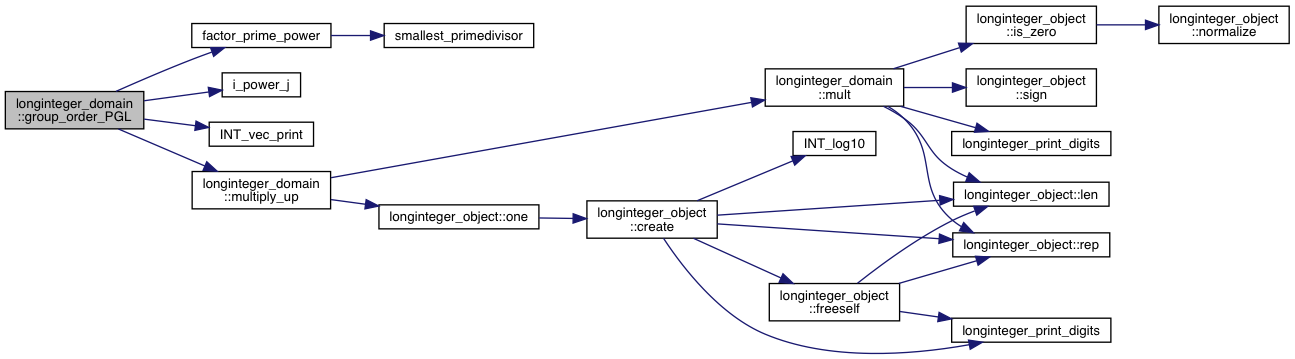 longinteger_domain
::group_order_PGL
factor_prime_power
smallest_primedivisor
i_power_j
INT_vec_print
longinteger_domain
::multiply_up
longinteger_object::one
longinteger_object
::create
longinteger_domain
::mult
INT_log10
longinteger_object
::freeself
longinteger_object
::is_zero
longinteger_object
::normalize
longinteger_object
::sign
longinteger_print_digits
longinteger_object::len
longinteger_object::rep
longinteger_print_digits